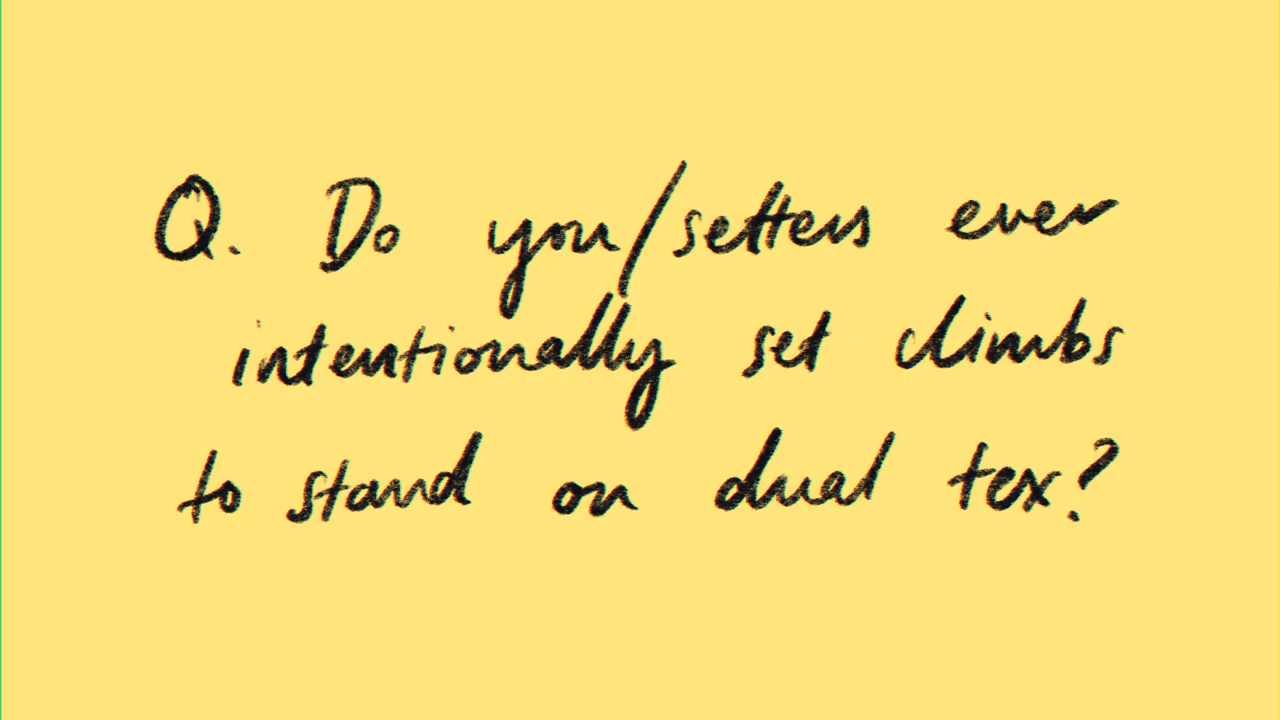 Q. Do you/setters ever
intentionally set climbs
to stand on dual tex?